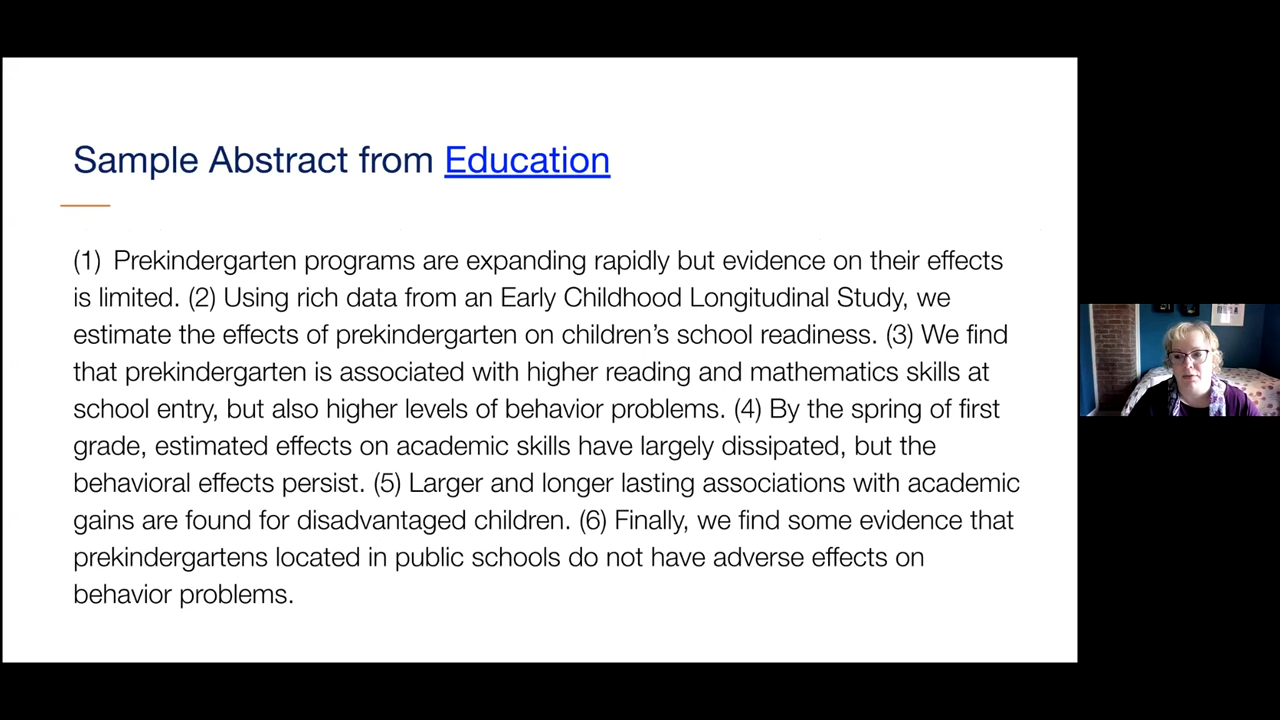 Sample Abstract from Education
(1) Prekindergarten programs are expanding rapidly but evidence on their effects
is limited. (2) Using rich data from an Early Childhood Longitudinal Study, we
estimate the effects of prekindergarten on children’s school readiness. (3) We find
that prekindergarten is associated with higher reading and mathematics skills at
school entry, but also higher levels of behavior problems. (4) By the spring of first
grade, estimated effects on academic skills have largely dissipated, but the
behavioral effects persist. (5) Larger and longer lasting associations with academic
gains are found for disadvantaged children. (6) Finally, we find some evidence that
prekindergartens located in public schools do not have adverse effects on
behavior problems.